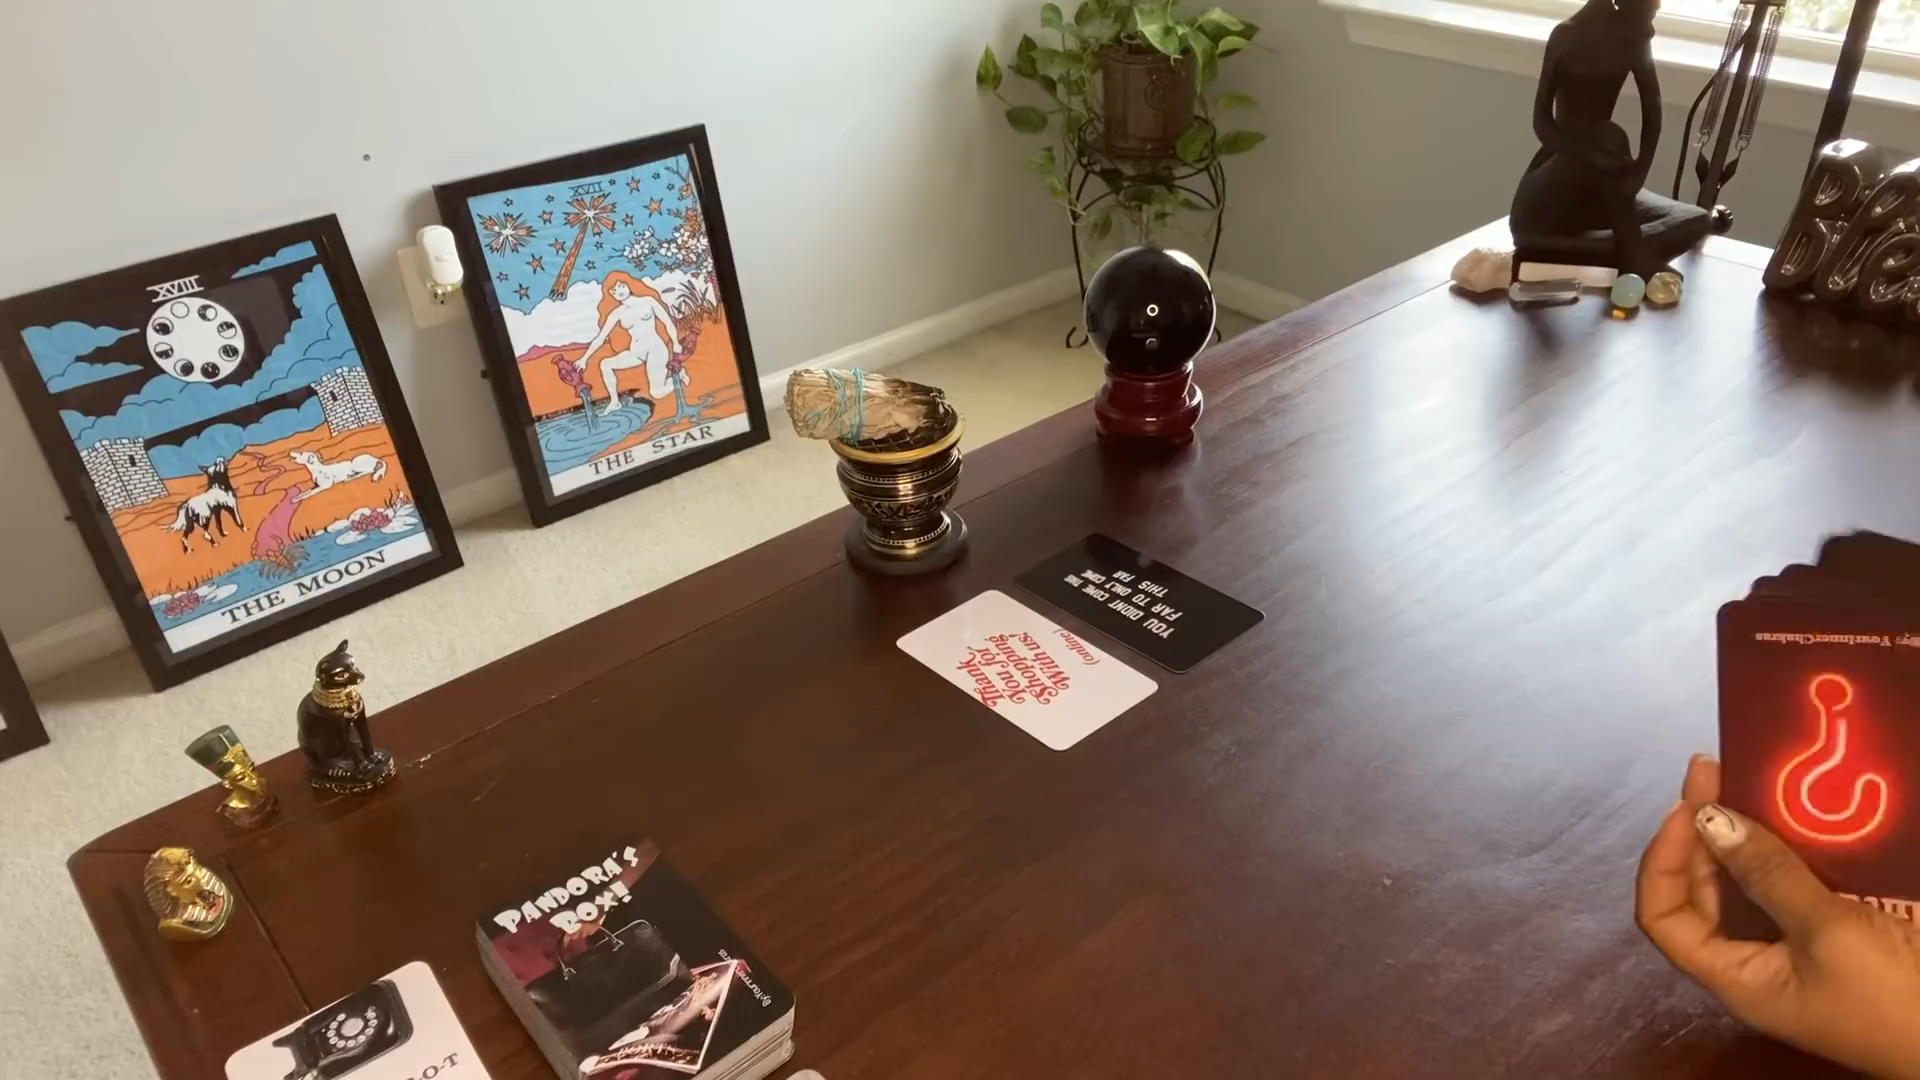 XVIII
THE MOON
XVII
THE STAR
YOU DIDNT COME THIS
FAR TO ONLY COME
THIS FAR
Thank
You for
Shopping
With us!
(online)
PANDORA'S
BOX!
YourInnerChakras
O-T